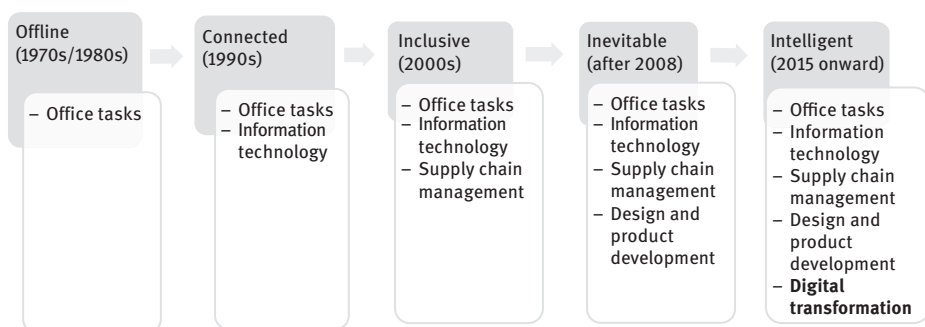 Offline
(1970s/1980s)
– Office tasks
Connected
(1990s)
– Office tasks
– Information
technology
Inclusive
(2000s)
– Office tasks
– Information
technology
– Supply chain
management
Inevitable
(after 2008)
– Office tasks
– Information
technology
– Supply chain
management
– Design and
product
development
Intelligent
(2015 onward)
– Office tasks
– Information
technology
– Supply chain
management
– Design and
product
development
– Digital
transformation